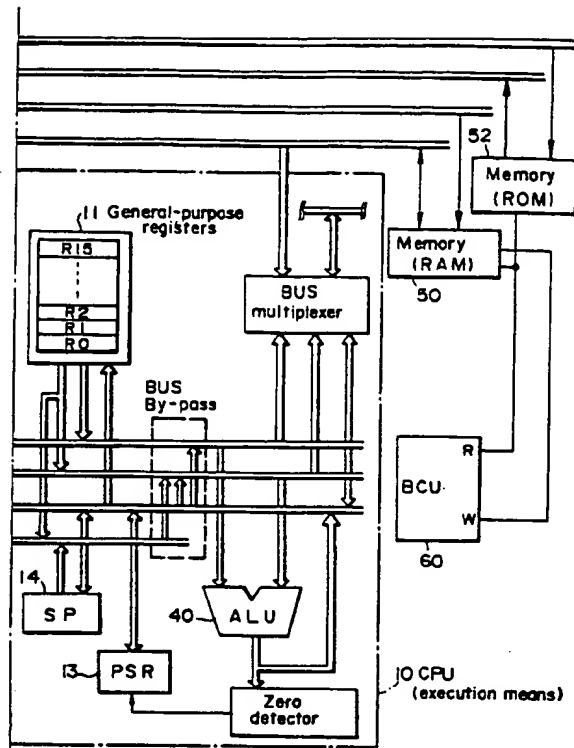 52
Memory
(ROM)
11 General-purpose
registers
R15
R2
R1
R0
Memory
(RAM)
50
BUS
multiplexer
BUS
By-pass
R
BCU
W
60
14
SP
40
ALU
13
PSR
Zero
detector
10 CPU
(execution means)